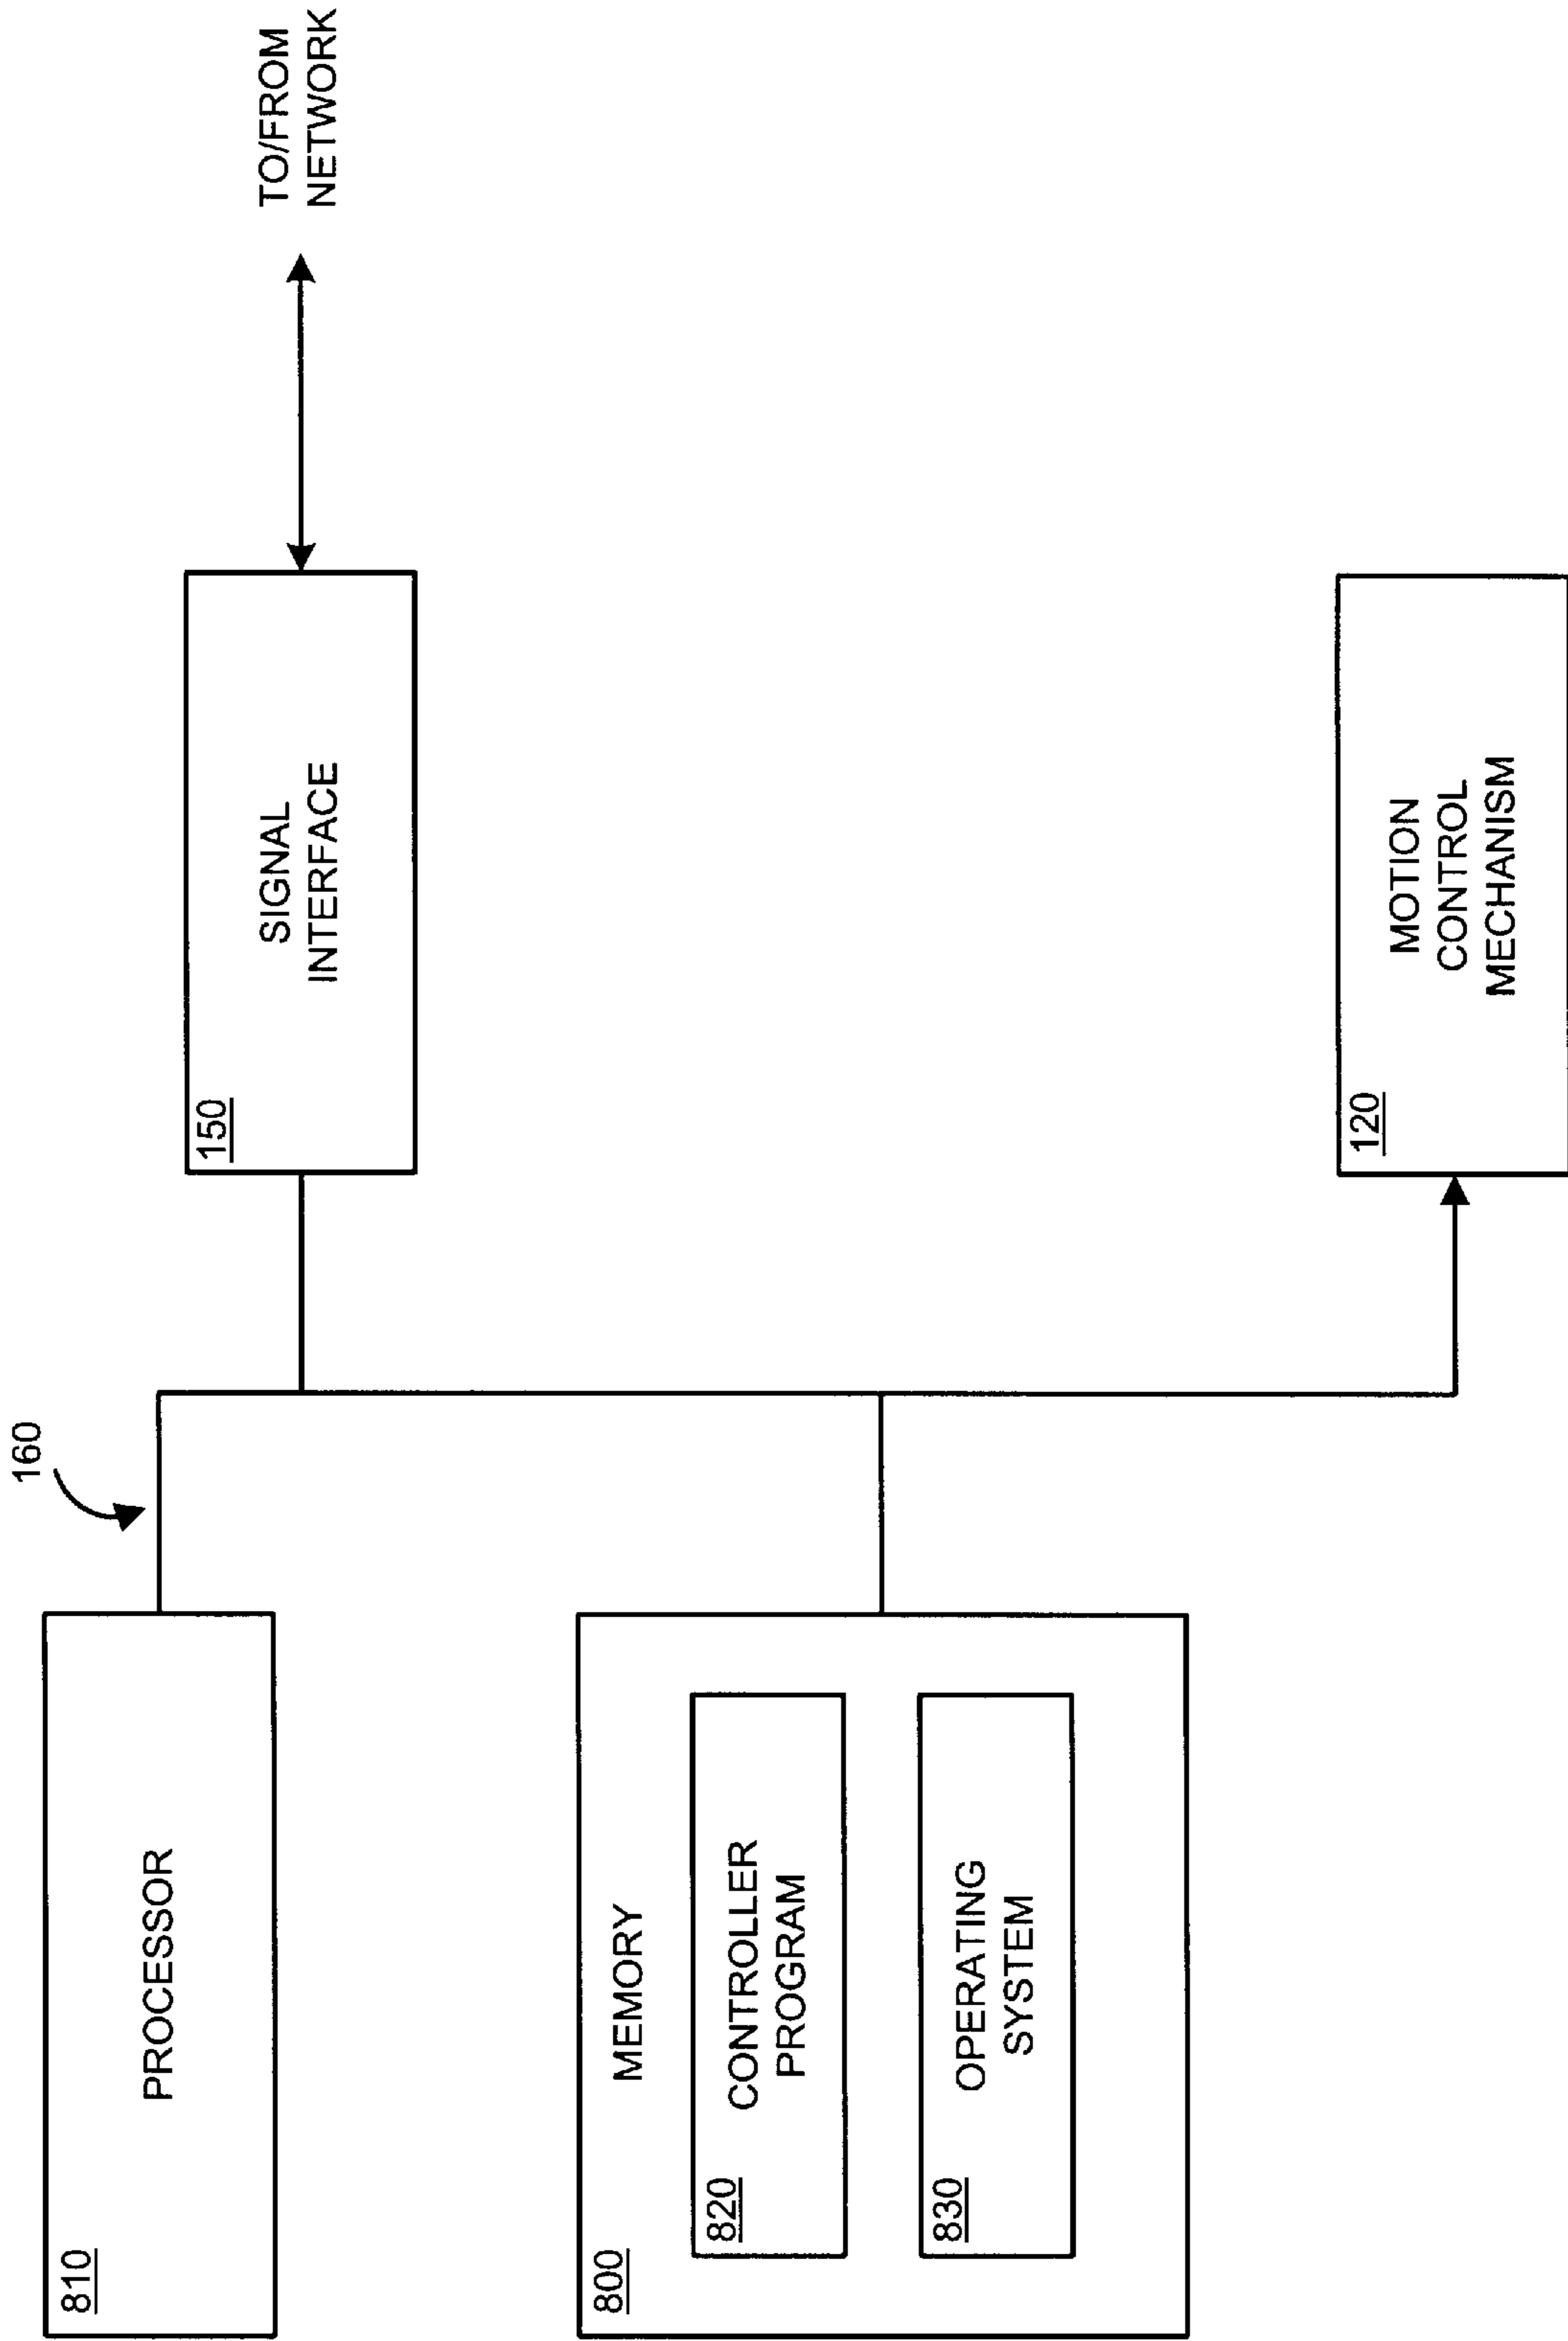 810
PROCESSOR
160
150
SIGNAL
INTERFACE
TO/FROM
NETWORK
800
MEMORY
820
CONTROLLER
PROGRAM
830
OPERATING
SYSTEM
120
MOTION
CONTROL
MECHANISM